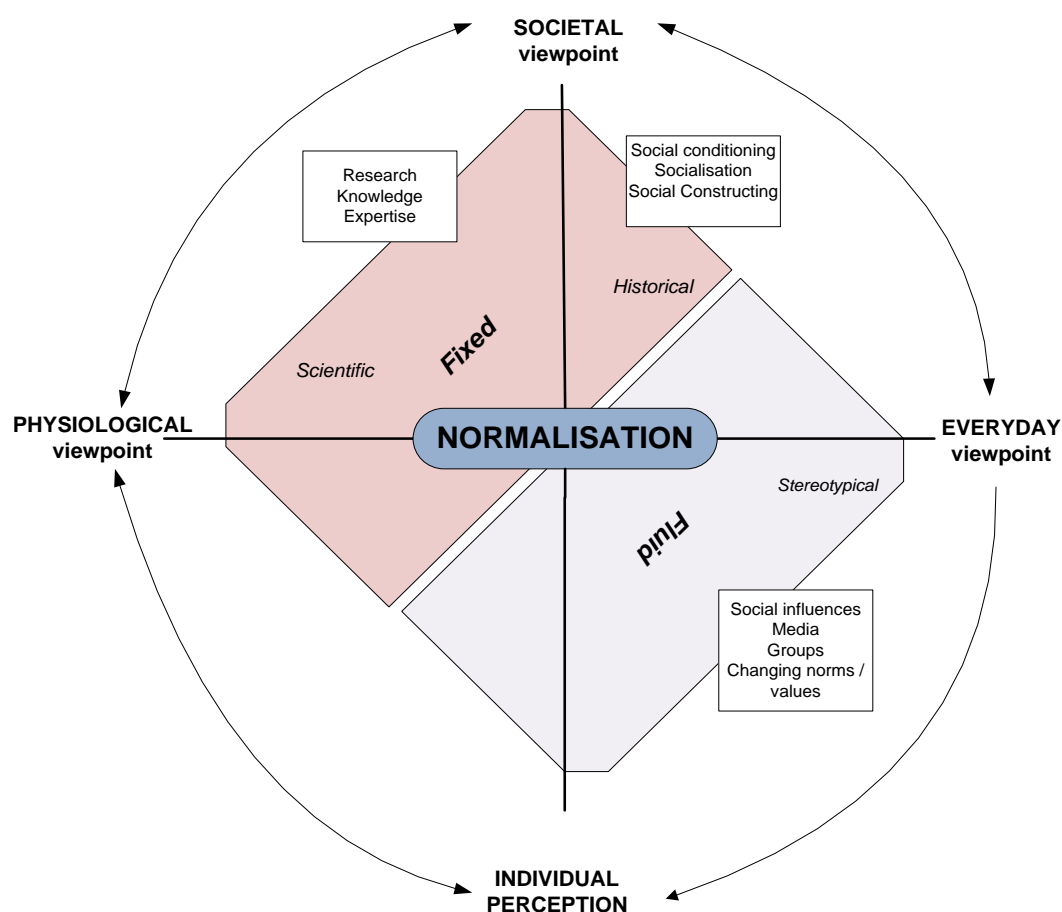 SOCIETAL
viewpoint
Research
Knowledge
Expertise
Social conditioning
Socialisation
Social Constructing
Historical
Fixed
Scientific
PHYSIOLOGICAL
viewpoint
NORMALISATION
EVERYDAY
viewpoint
Stereotypical
Fluid
Social influences
Media
Groups
Changing norms /
values
INDIVIDUAL
PERCEPTION